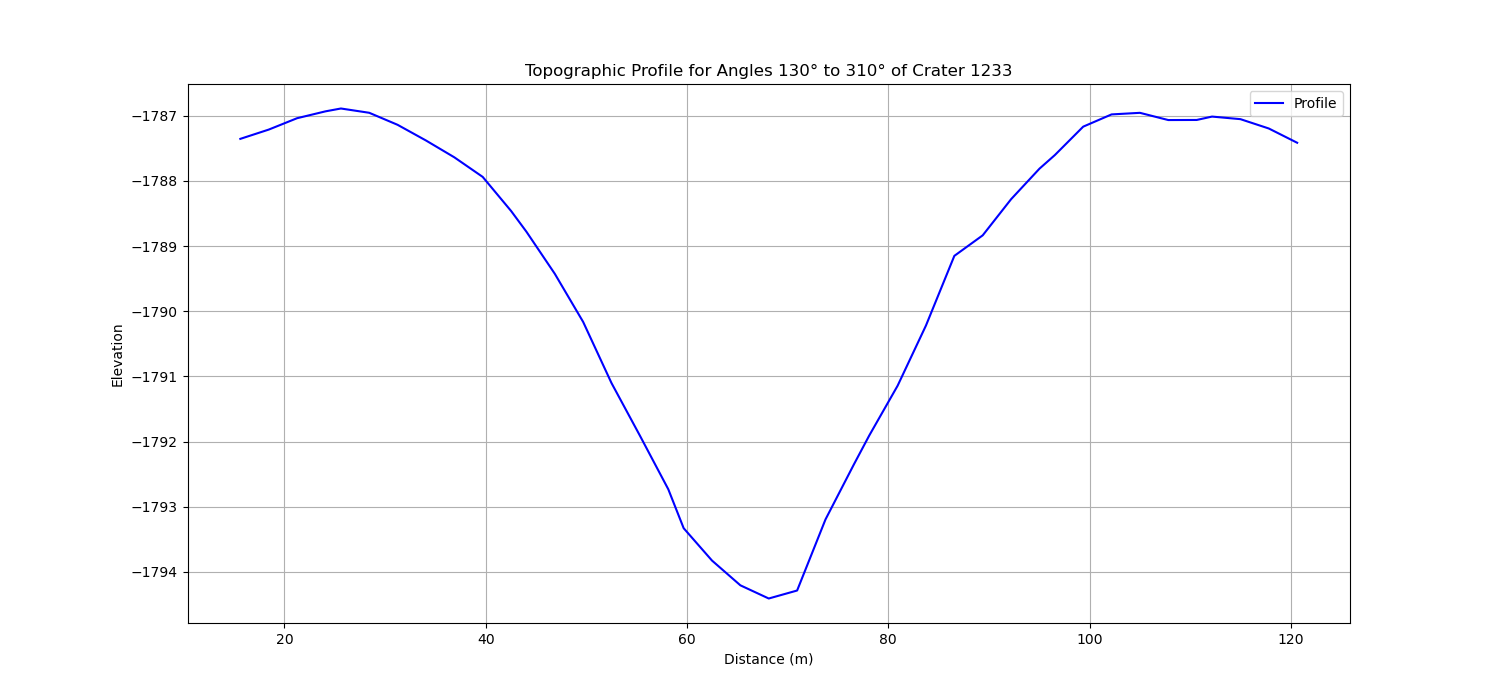 Topographic Profile for Angles 130° to 310° of Crater 1233
Profile
−1787
−1788
−1789
−1790
−1791
−1792
−1793
−1794
Elevation
20 40 60 80 100 120
Distance (m)